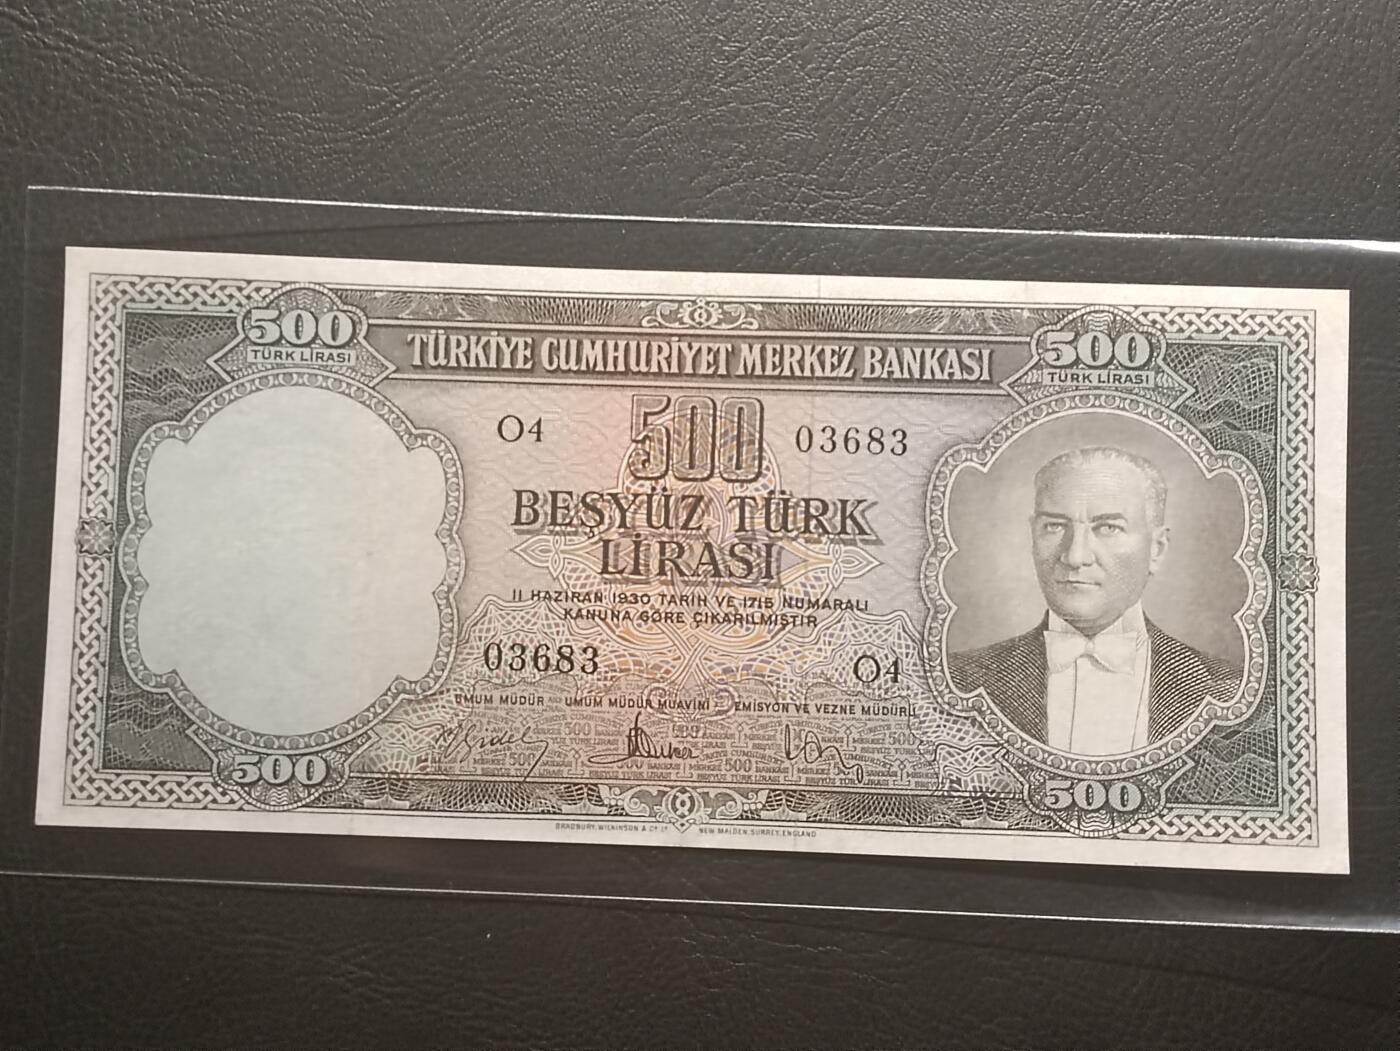 500
TÜRK LİRASI
TÜRKİYE CUMHURİYET MERKEZ BANKASI
500
TÜRK LİRASI
O4
500
03683
BEŞYÜZ TÜRK
LİRASI
11 HAZİRAN 1930 TARİH VE 1715 NUMARALI
KANUNA GÖRE ÇIKARILMIŞTIR
03683
O4
UMUM MÜDÜR
UMUM MÜDÜR MUAVİNİ
EMİSYON VE VEZNE MÜDÜRÜ
500
500
BRADBURY, WILKINSON & Cº Lᵈ NEW MALDEN, SURREY, ENGLAND